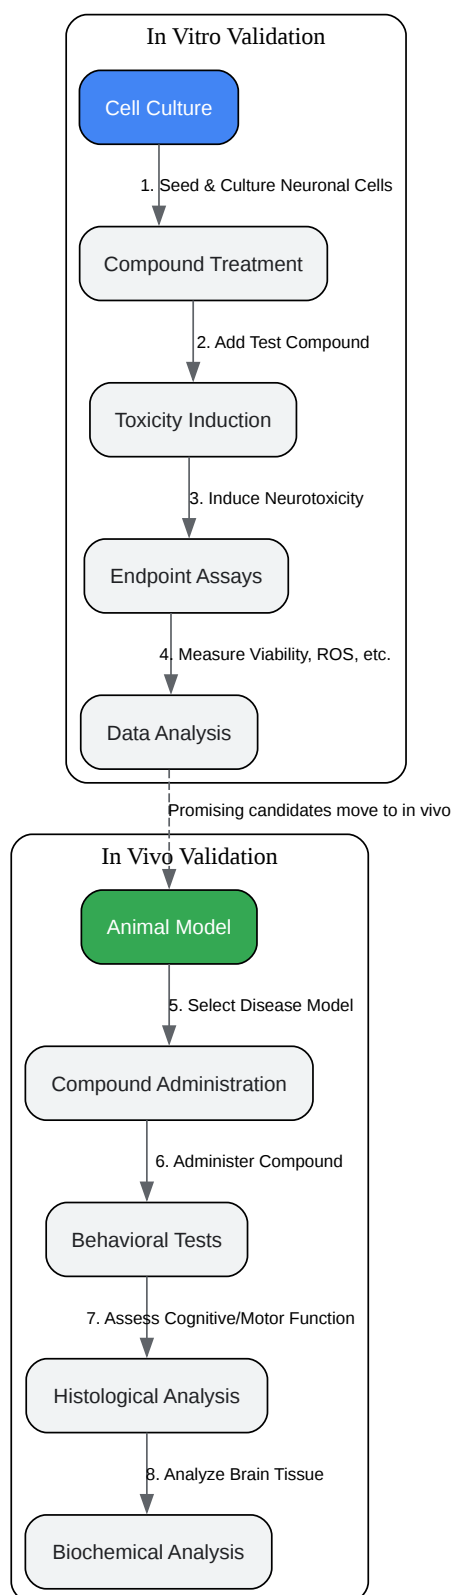 In Vitro Validation
Cell Culture
1. Seed & Culture Neuronal Cells
Compound Treatment
2. Add Test Compound
Toxicity Induction
3. Induce Neurotoxicity
Endpoint Assays
4. Measure Viability, ROS, etc.
Data Analysis
Promising candidates move to in vivo
In Vivo Validation
Animal Model
5. Select Disease Model
Compound Administration
6. Administer Compound
Behavioral Tests
7. Assess Cognitive/Motor Function
Histological Analysis
8. Analyze Brain Tissue
Biochemical Analysis